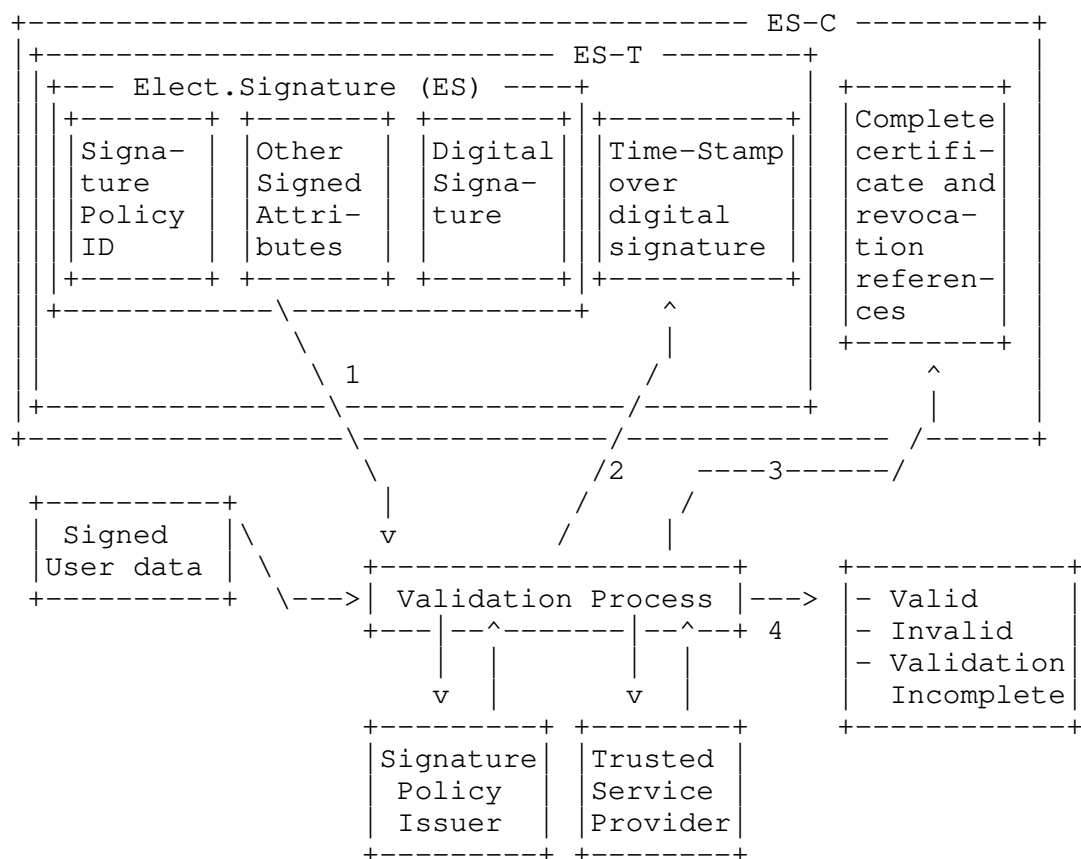 ES-C
ES-T
Elect.Signature (ES)
Signa-
ture
Policy
ID
Other
Signed
Attri-
butes
Digital
Signa-
ture
Time-Stamp
over
digital
signature
Complete
certifi-
cate and
revoca-
tion
referen-
ces
1
2
3
Signed
User data
Validation Process
4
- Valid
- Invalid
- Validation
Incomplete
Signature
Policy
Issuer
Trusted
Service
Provider